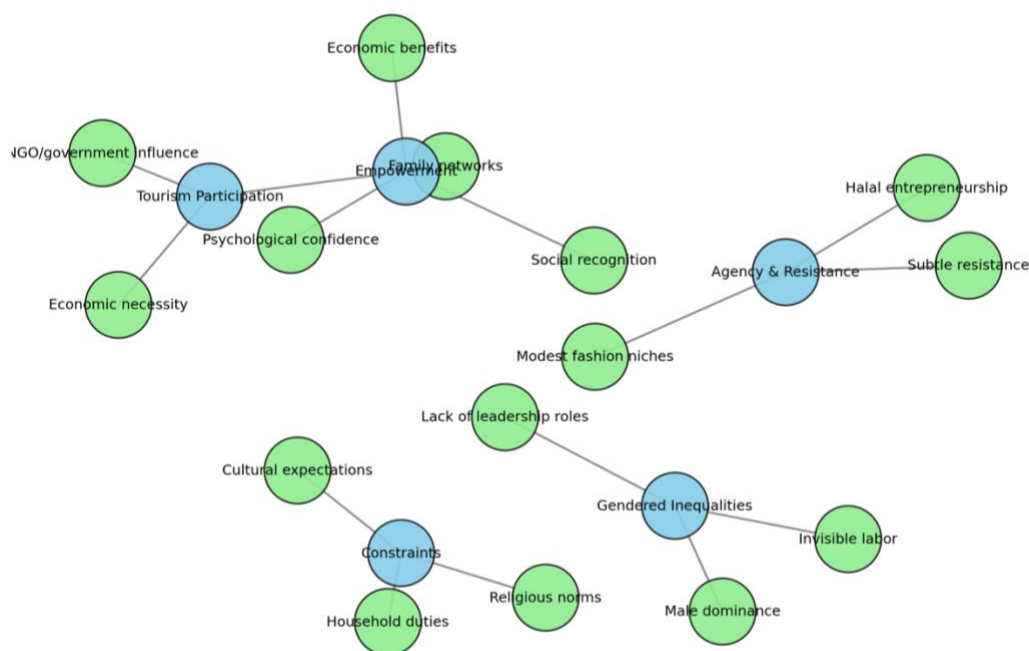 Economic benefits
NGO/government influence
Family networks
Empowerment
Tourism Participation
Halal entrepreneurship
Psychological confidence
Social recognition
Subtle resistance
Agency & Resistance
Economic necessity
Modest fashion niches
Lack of leadership roles
Cultural expectations
Gendered Inequalities
Invisible labor
Constraints
Religious norms
Male dominance
Household duties